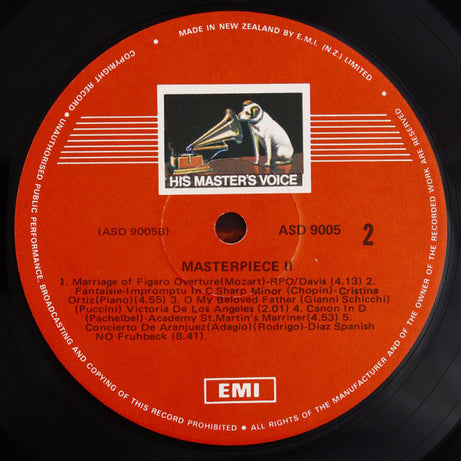 MADE IN NEW ZEALAND BY E.M.I. (N.Z.) LIMITED
ALL RIGHTS OF THE MANUFACTURER AND OF THE OWNER OF THE RECORDED WORK ARE RESERVED
COPYRIGHT RECORD • UNAUTHORISED PUBLIC PERFORMANCE, BROADCASTING AND COPYING OF THIS RECORD PROHIBITED
HIS MASTER'S VOICE
(ASD 9005B) ASD 9005 2
MASTERPIECE II
1. Marriage of Figaro Overture(Mozart)-RPO/Davis (4.13) 2.
Fantaisie-Impromptu In C Sharp Minor (Chopin)- Cristina
Ortiz(Piano)(4.55) 3. O My Beloved Father (Gianni Schicchi)
(Puccini) Victoria De Los Angeles (2.01) 4. Canon In D
(Pachelbel)-Academy St.Martin's Marriner(4.53) 5.
Concierto De Aranjuez(Adagio)(Rodrigo)-Diaz Spanish
NO Fruhbeck (8.41)
EMI